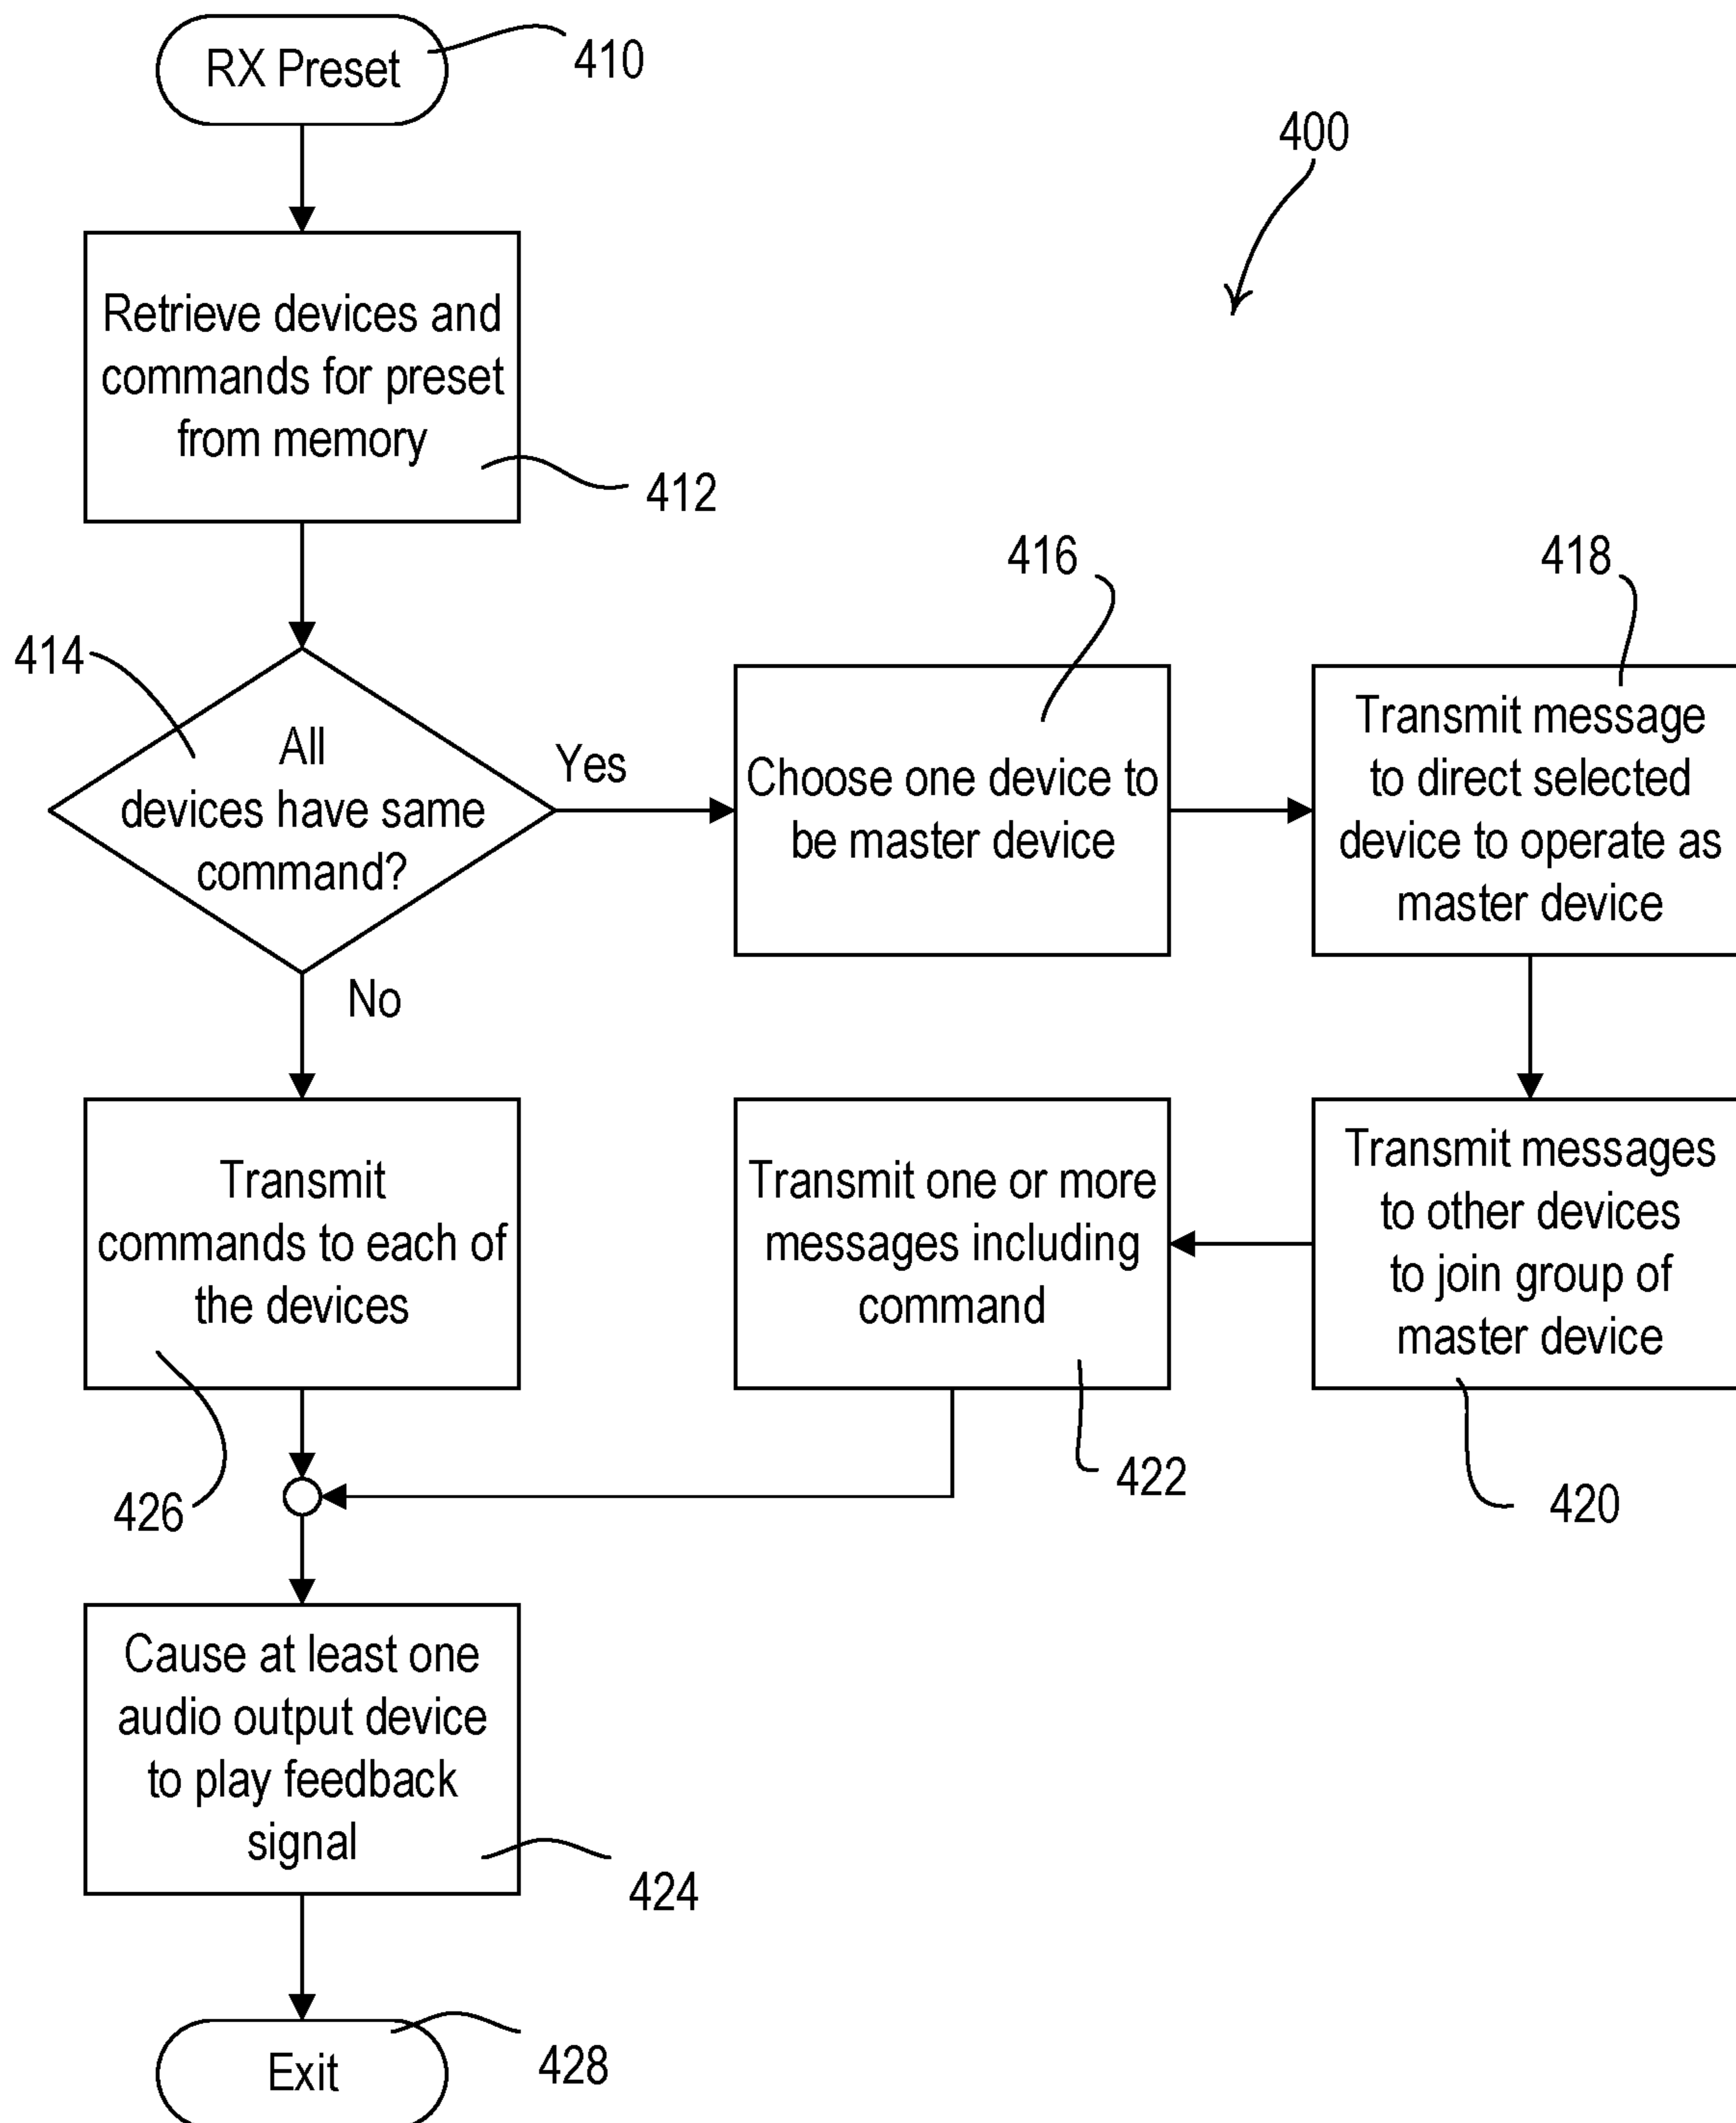 RX Preset
410
400
Retrieve devices and
commands for preset
from memory
412
416
418
414
All
devices have same
command?
Yes
No
Choose one device to
be master device
Transmit message
to direct selected
device to operate as
master device
Transmit
commands to each of
the devices
426
Transmit one or more
messages including
command
422
Transmit messages
to other devices
to join group of
master device
420
Cause at least one
audio output device
to play feedback
signal
424
Exit
428